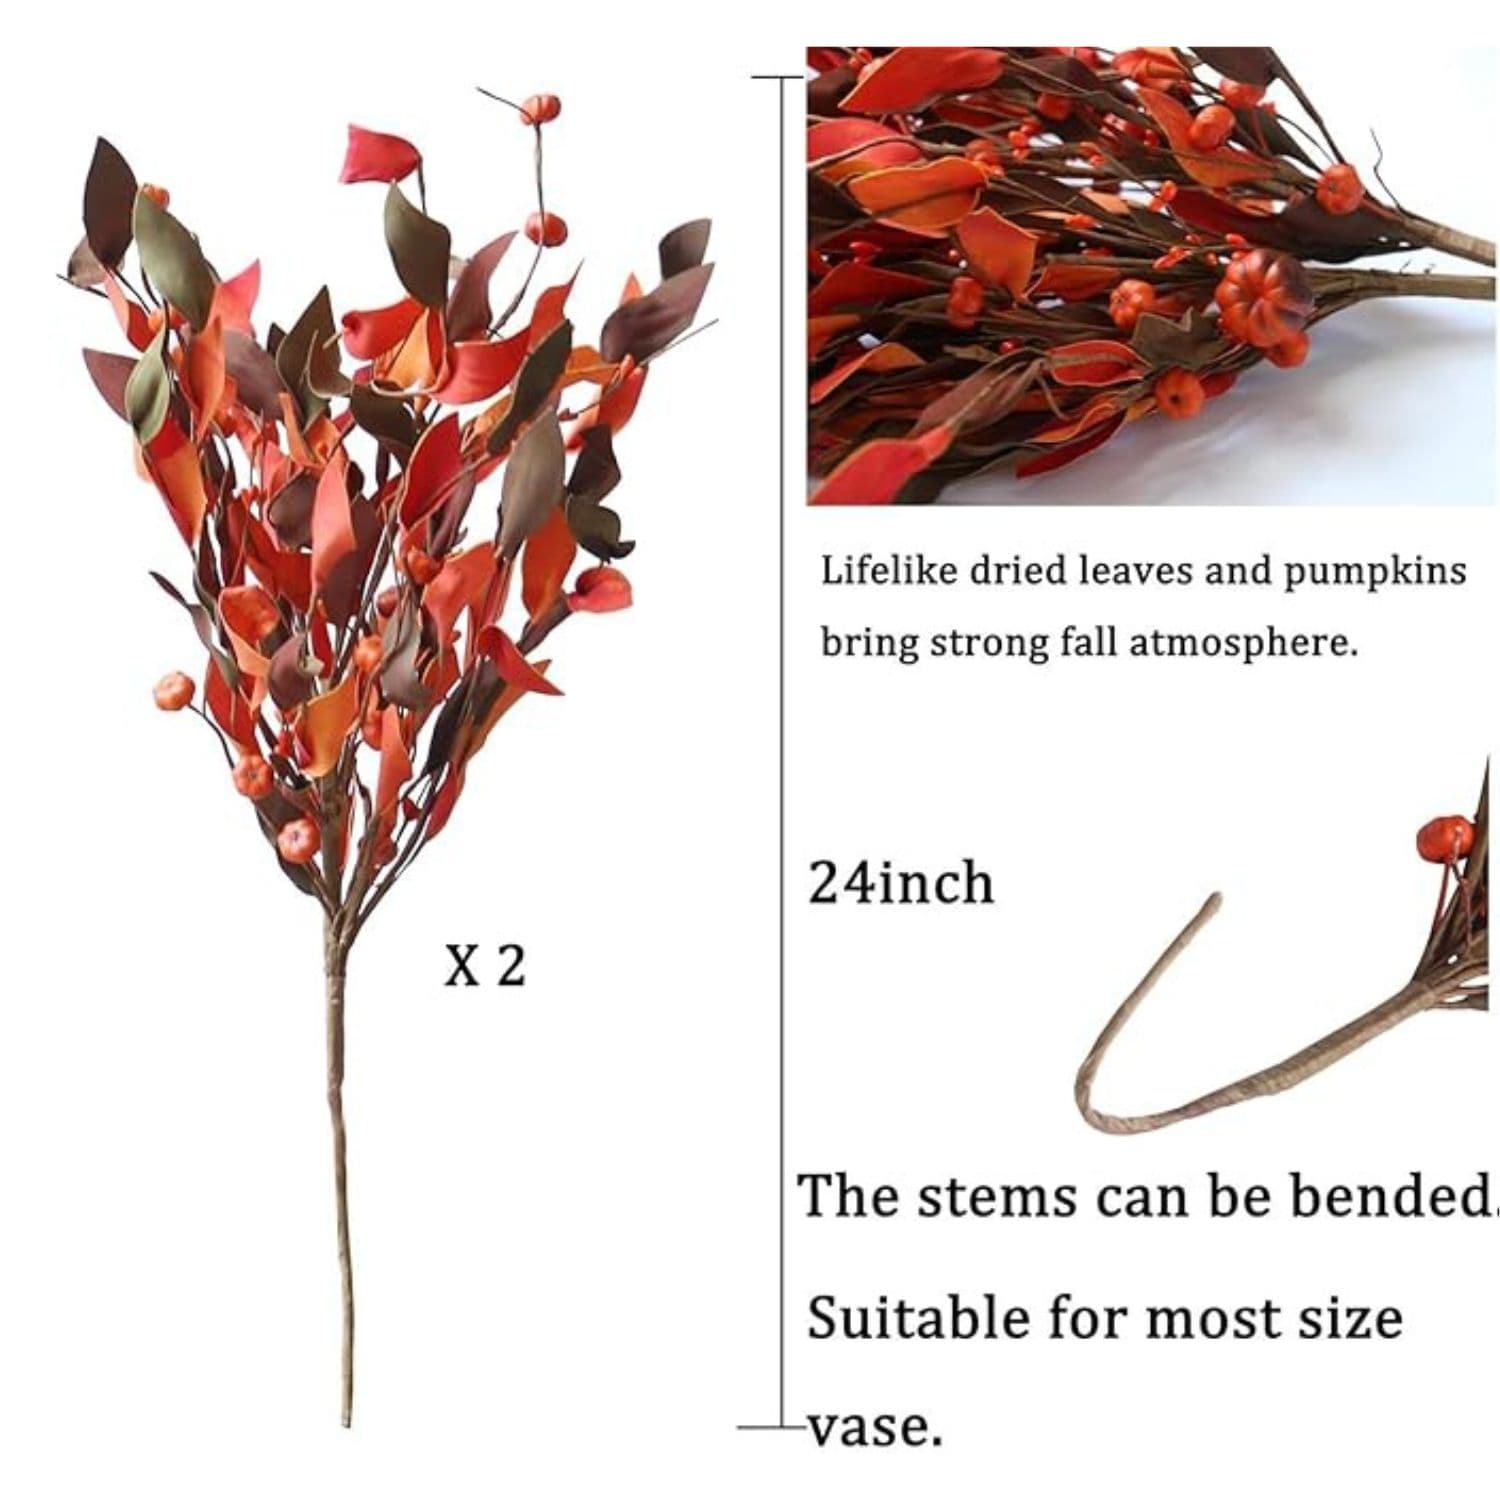 Lifelike dried leaves and pumpkins
bring strong fall atmosphere.
24inch
X 2
The stems can be bended.
Suitable for most size
vase.